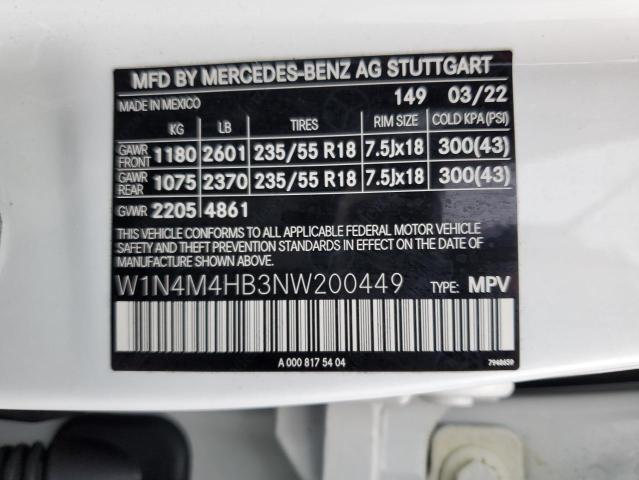 MFD BY MERCEDES-BENZ AG STUTTGART
MADE IN MEXICO 149 03/22
KG LB TIRES RIM SIZE COLD KPA(PSI)
GAWR FRONT 1180 2601 235/55 R18 7.5Jx18 300(43)
GAWR REAR 1075 2370 235/55 R18 7.5Jx18 300(43)
GVWR 2205 4861
THIS VEHICLE CONFORMS TO ALL APPLICABLE FEDERAL MOTOR VEHICLE
SAFETY AND THEFT PREVENTION STANDARDS IN EFFECT ON THE DATE
OF MANUFACTURE SHOWN ABOVE.
W1N4M4HB3NW200449 TYPE: MPV
A 000 817 54 04 7948659